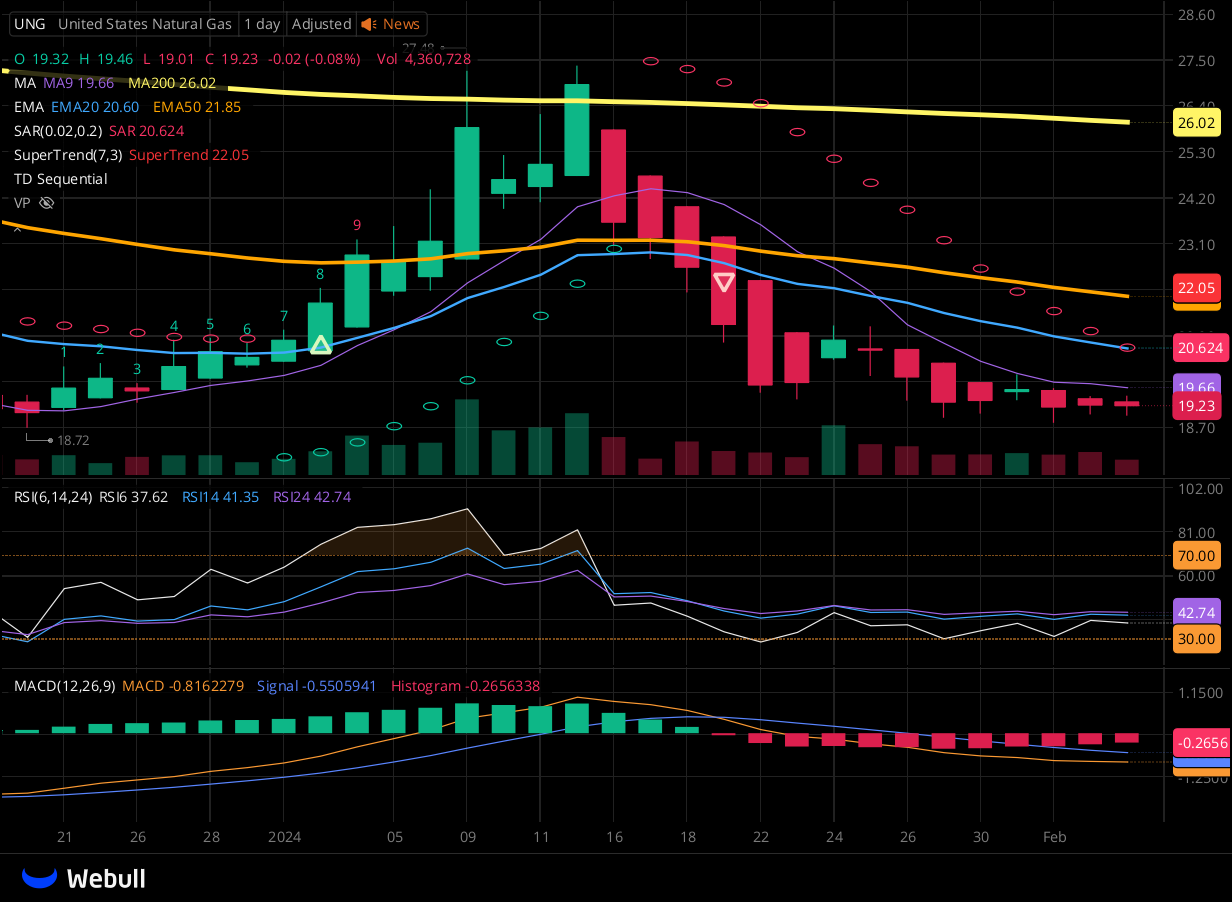 UNG United States Natural Gas 1 day Adjusted News
28.60
27.48
O 19.32 H 19.46 L 19.01 C 19.23 -0.02 (-0.08%) Vol 4,360,728
27.50
MA MA9 19.66 MA200 26.02
EMA EMA20 20.60 EMA50 21.85
26.40
SAR(0.02,0.2) SAR 20.624
26.02
SuperTrend(7,3) SuperTrend 22.05
25.30
TD Sequential
VP
24.20
9
23.10
8
22.05
7
4 5 6
1 2 3
20.624
19.66
19.23
18.72
18.70
RSI(6,14,24) RSI6 37.62 RSI14 41.35 RSI24 42.74
102.00
81.00
70.00
60.00
42.74
30.00
MACD(12,26,9) MACD -0.8162279 Signal -0.5505941 Histogram -0.2656338
1.1500
-0.2656
-1.2500
21 26 28 2024 05 09 11 16 18 22 24 26 30 Feb
Webull